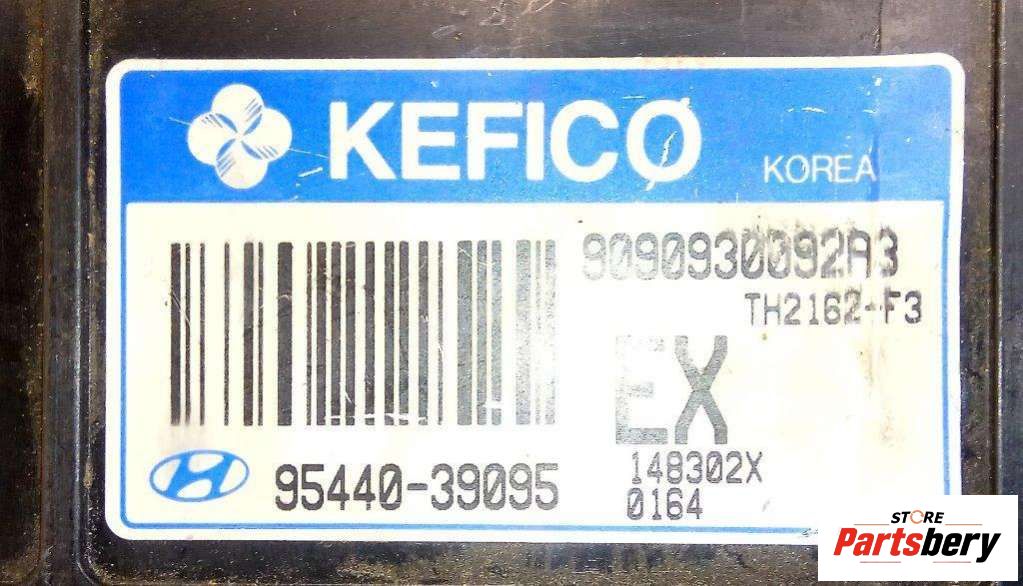 KEFICO
KOREA
9090930092A3
TH2162-F3
EX
95440-39095
148302X
0164
STORE
Partsbery